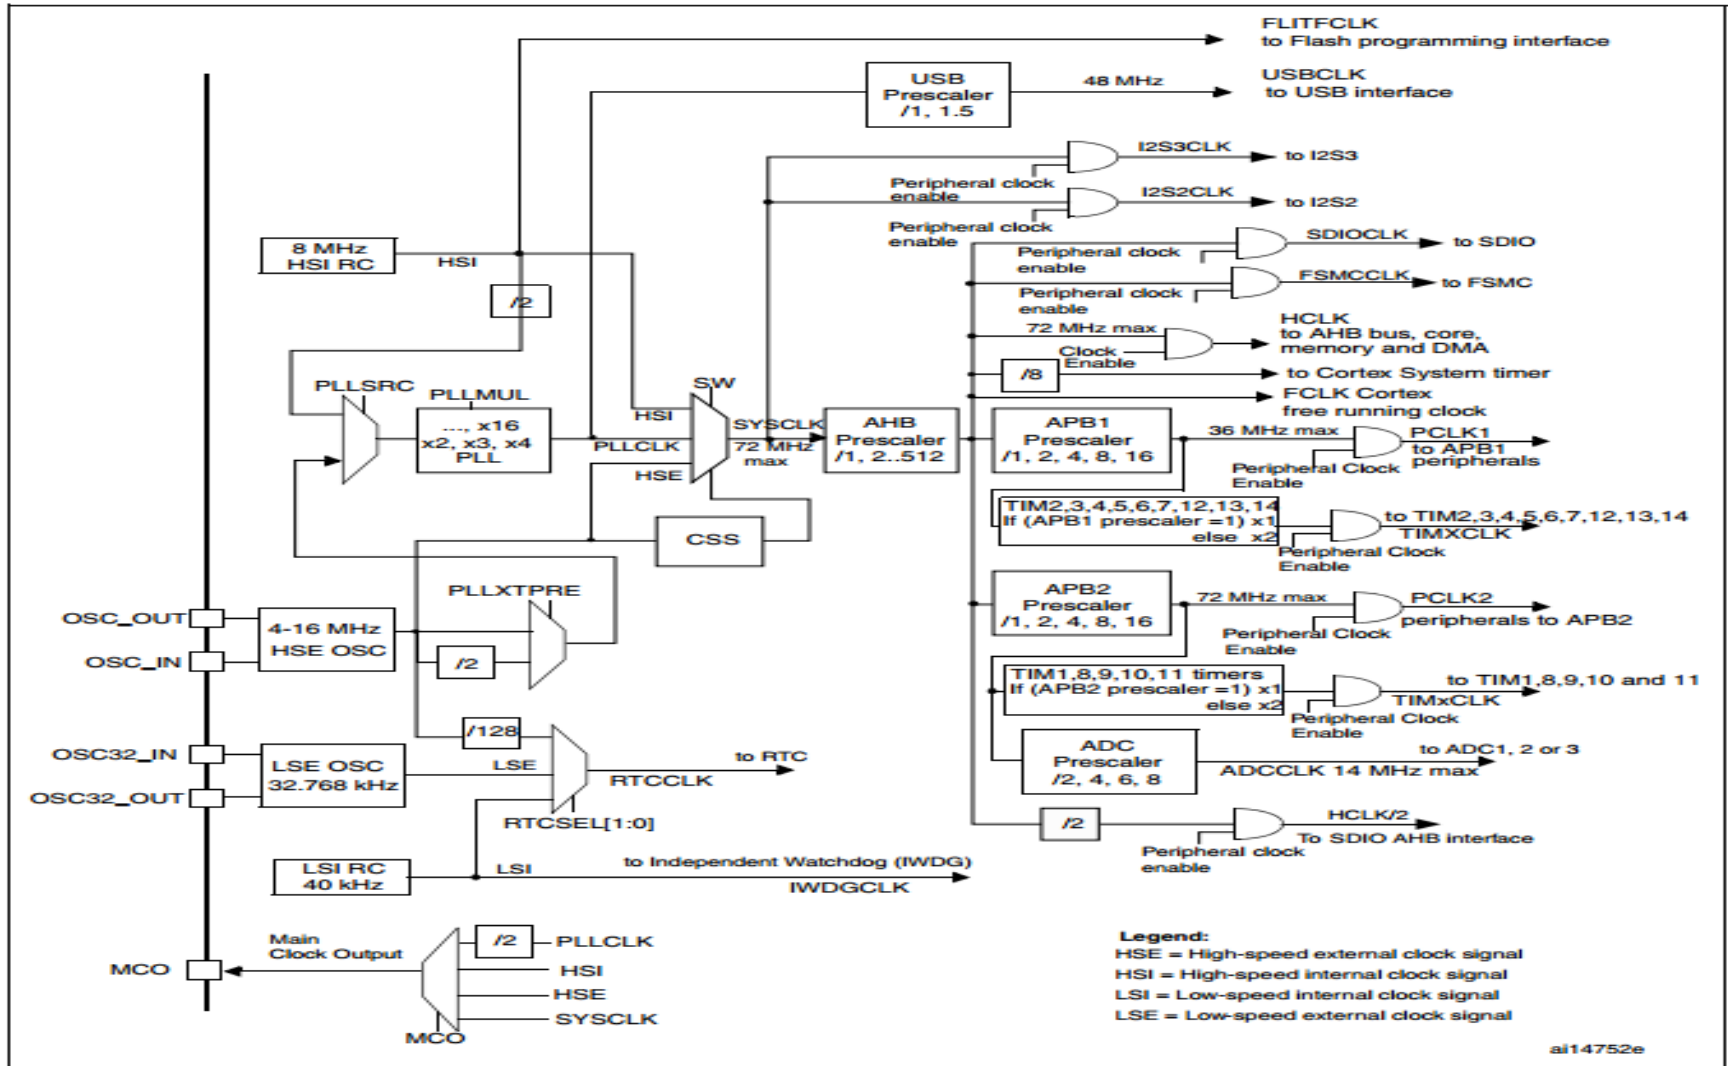 FLITFCLK
to Flash programming interface
USB
Prescaler
/1, 1.5
48 MHz
USBCLK
to USB interface
I2S3CLK
to I2S3
Peripheral clock
enable
I2S2CLK
to I2S2
Peripheral clock
enable
8 MHz
HSI RC
HSI
SDIOCLK
to SDIO
Peripheral clock
enable
FSMCCLK
to FSMC
Peripheral clock
enable
/2
HCLK
to AHB bus, core,
memory and DMA
72 MHz max
Clock
Enable
/8
to Cortex System timer
FCLK Cortex
free running clock
PLLSRC
PLLMUL
..., x16
x2, x3, x4
PLL
SW
HSI
PLLCLK
HSE
SYSCLK
72 MHz
max
AHB
Prescaler
/1, 2..512
APB1
Prescaler
/1, 2, 4, 8, 16
36 MHz max
PCLK1
to APB1
peripherals
Peripheral Clock
Enable
TIM2,3,4,5,6,7,12,13,14
If (APB1 prescaler =1) x1
else x2
to TIM2,3,4,5,6,7,12,13,14
TIMXCLK
Peripheral Clock
Enable
CSS
PLLXTPRE
OSC_OUT
OSC_IN
4-16 MHz
HSE OSC
/2
APB2
Prescaler
/1, 2, 4, 8, 16
72 MHz max
PCLK2
peripherals to APB2
Peripheral Clock
Enable
TIM1,8,9,10,11 timers
If (APB2 prescaler =1) x1
else x2
to TIM1,8,9,10 and 11
TIMxCLK
Peripheral Clock
Enable
/128
OSC32_IN
OSC32_OUT
LSE OSC
32.768 kHz
LSE
to RTC
RTCCLK
RTCSEL[1:0]
ADC
Prescaler
/2, 4, 6, 8
to ADC1, 2 or 3
ADCCLK 14 MHz max
/2
HCLK/2
To SDIO AHB interface
Peripheral clock
enable
LSI RC
40 kHz
LSI
to Independent Watchdog (IWDG)
IWDGCLK
MCO
Main
Clock Output
/2
PLLCLK
HSI
HSE
SYSCLK
MCO
Legend:
HSE = High-speed external clock signal
HSI = High-speed internal clock signal
LSI = Low-speed internal clock signal
LSE = Low-speed external clock signal
ai14752e